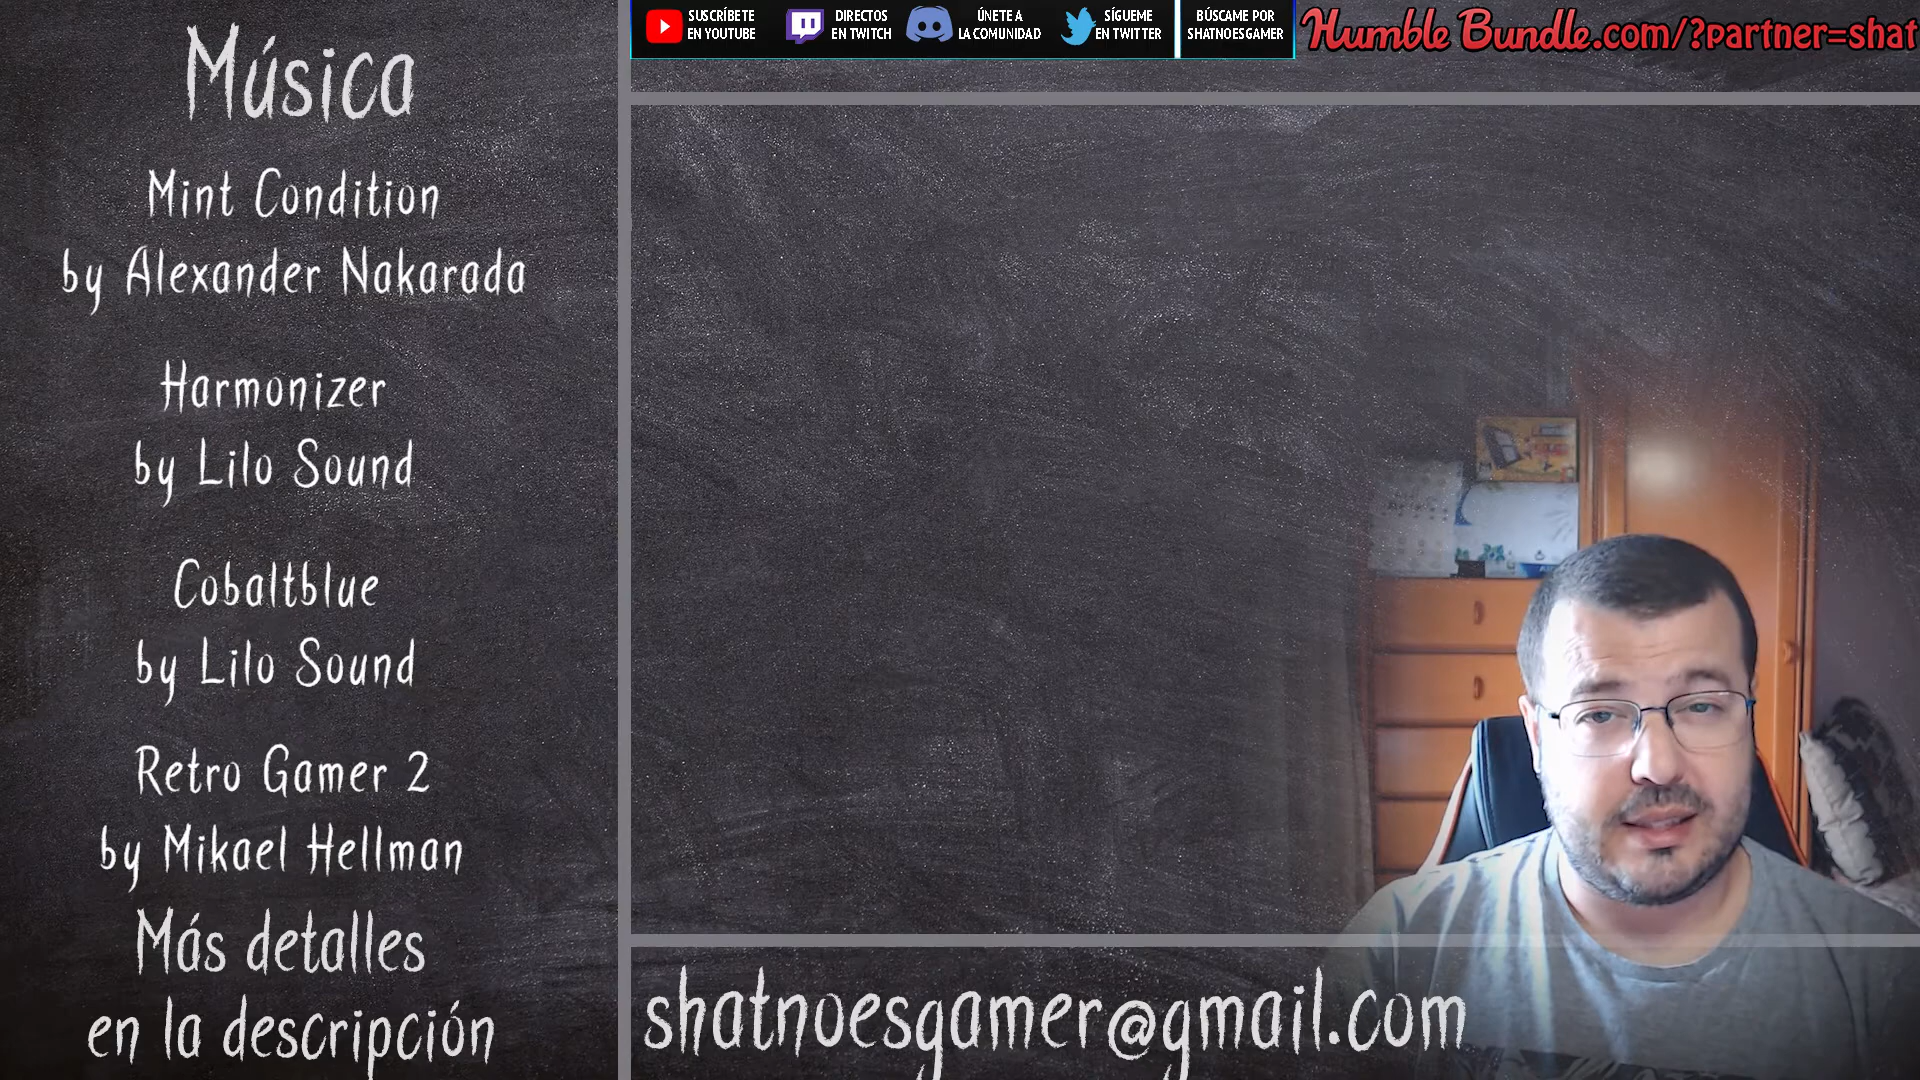 Música
Mint Condition
by Alexander Nakarada
Harmonizer
by Lilo Sound
Cobaltblue
by Lilo Sound
Retro Gamer 2
by Mikael Hellman
Más detalles
en la descripción
SUSCRÍBETE
EN YOUTUBE
DIRECTOS
EN TWITCH
ÚNETE A
LA COMUNIDAD
SÍGUEME
EN TWITTER
BÚSCAME POR
SHATNOESGAMER
Humble Bundle.com/?partner=shat
shatnoesgamer@gmail.com